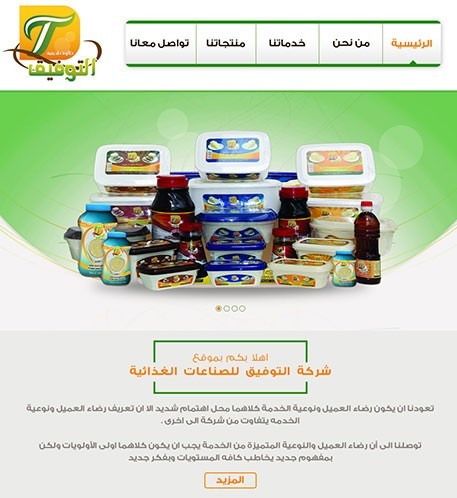 التوفيق
الرئيسية
من نحن
خدماتنا
منتجاتنا
تواصل معانا
اهلا بكم بموقع
شركة التوفيق للصناعات الغذائية
تعودنا ان يكون رضاء العميل ونوعية الخدمة كلاهما محل اهتمام شديد الا ان تعريف رضاء العميل ونوعية
الخدمه يتفاوت من شركة الى اخرى .
توصلنا الى أن رضاء العميل والنوعية المتميزة من الخدمة يجب ان يكون كلاهما اولى الأولويات ولكن
بمفهوم جديد يخاطب كافه المستويات وبفكر جديد
المزيد